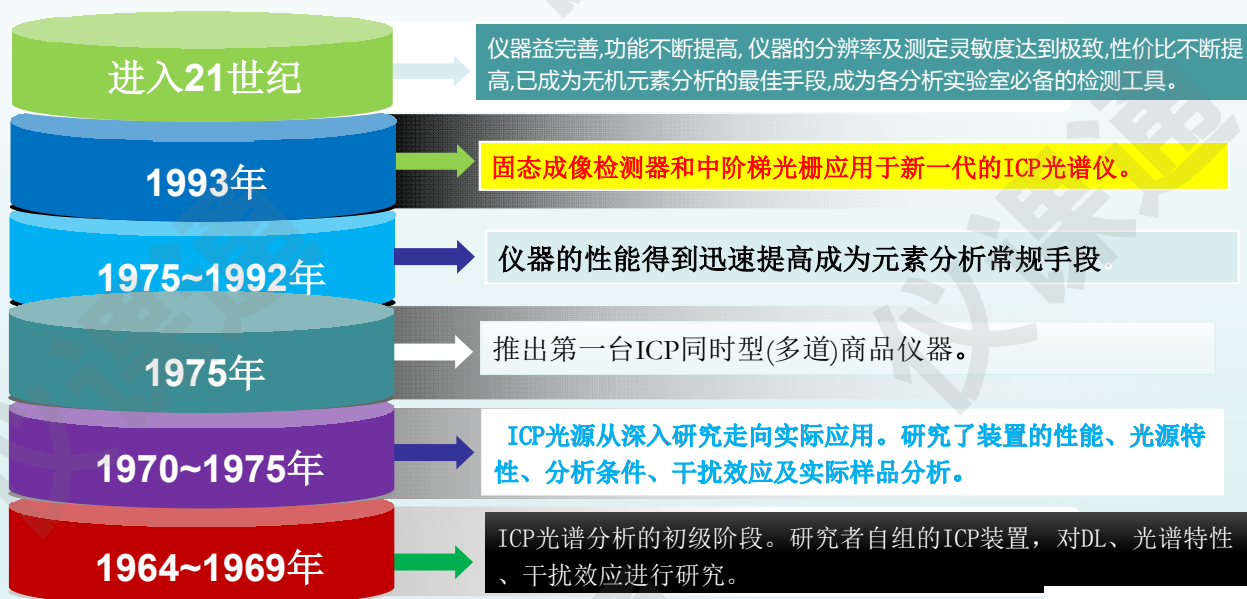 进入21世纪
仪器益完善,功能不断提高, 仪器的分辨率及测定灵敏度达到极致,性价比不断提
高,已成为无机元素分析的最佳手段,成为各分析实验室必备的检测工具。
1993年
固态成像检测器和中阶梯光栅应用于新一代的ICP光谱仪。
1975~1992年
仪器的性能得到迅速提高成为元素分析常规手段。
1975年
推出第一台ICP同时型(多道)商品仪器。
1970~1975年
ICP光源从深入研究走向实际应用。研究了装置的性能、光源特
性、分析条件、干扰效应及实际样品分析。
1964~1969年
ICP光谱分析的初级阶段。研究者自组的ICP装置，对DL、光谱特性
、干扰效应进行研究。
仪课通
仪课通